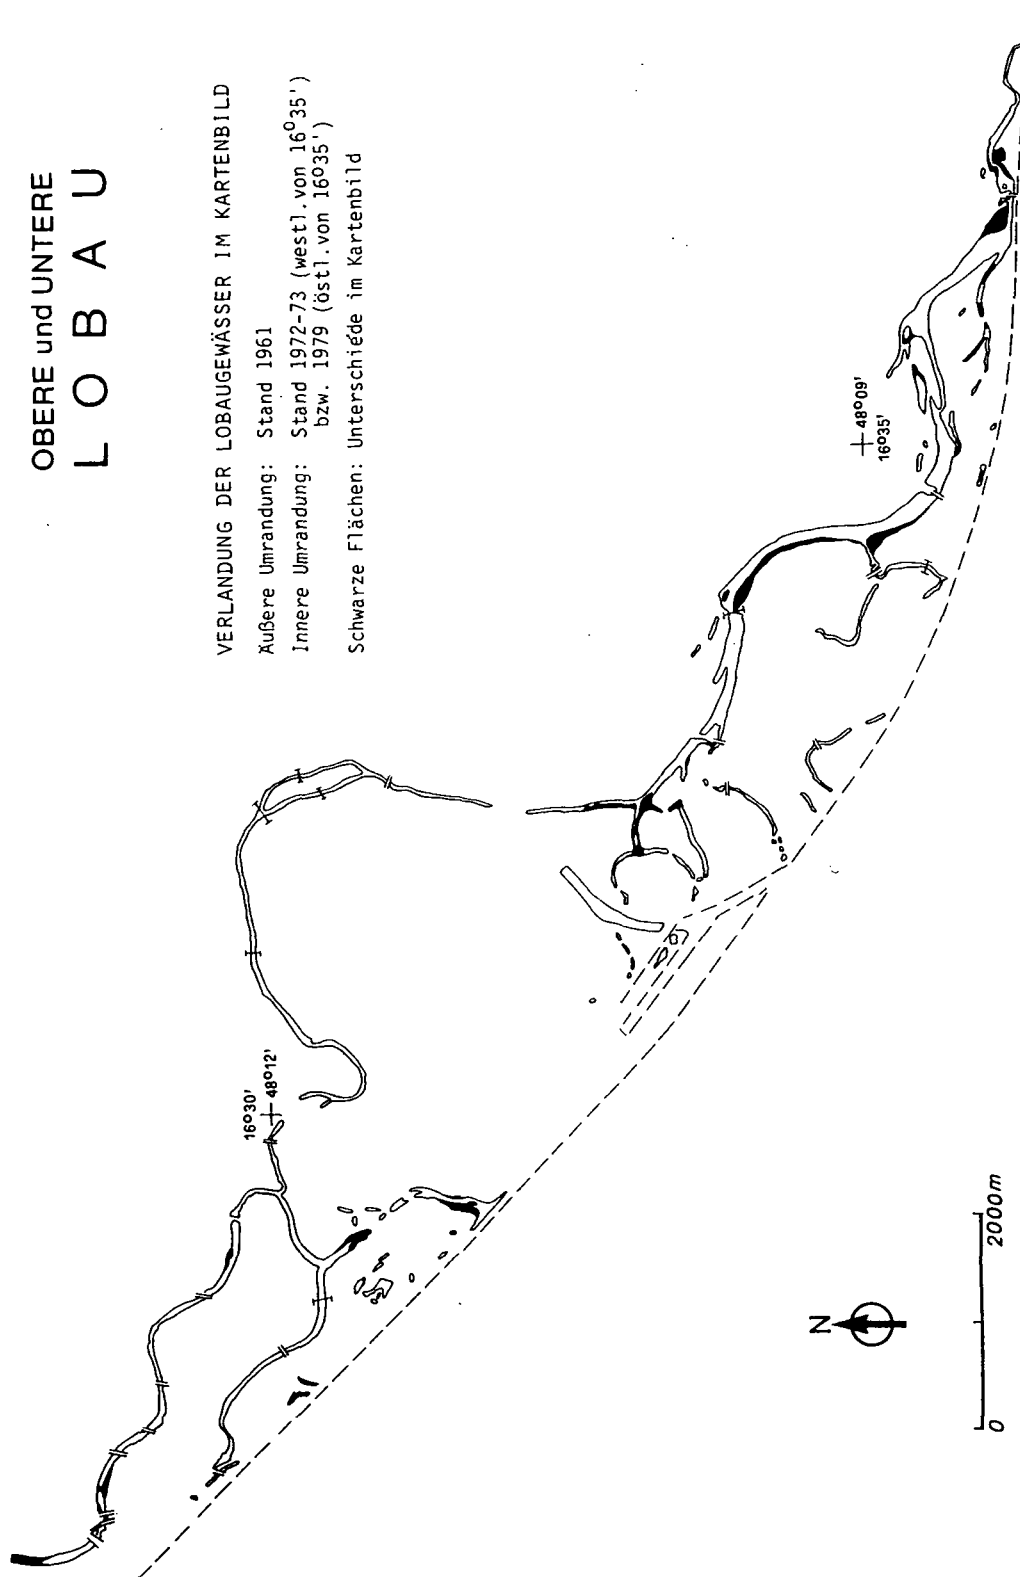 OBERE und UNTERE
LOBAU
VERLANDUNG DER LOBAUGEWÄSSER IM KARTENBILD
Äußere Umrandung: Stand 1961
Innere Umrandung: Stand 1972-73 (westl.von 16°35')
bzw. 1979 (östl.von 16°35')
Schwarze Flächen: Unterschiede im Kartenbild
16°30'
48°12'
48°09'
16°35'
N
0 2000m